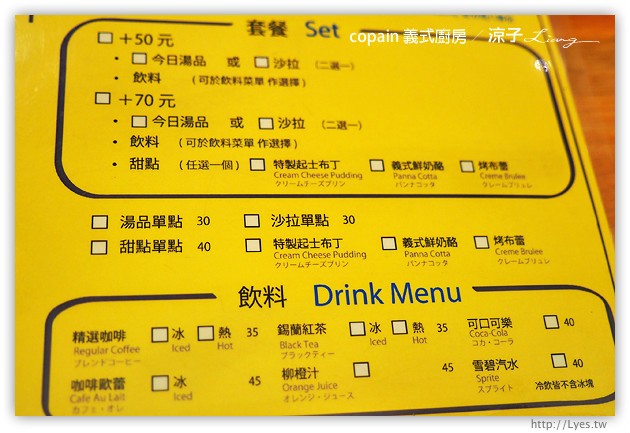 copain 義式廚房／涼子 Liang
套餐 Set
☐ +50 元
• ☐ 今日湯品 或 ☐ 沙拉 (二選一)
• 飲料 (可於飲料菜單 作選擇)
☐ +70 元
• ☐ 今日湯品 或 ☐ 沙拉 (二選一)
• 飲料 (可於飲料菜單 作選擇)
• 甜點 (任選一個) ☐ 特製起士布丁 ☐ 義式鮮奶酪 ☐ 烤布蕾
Cream Cheese Pudding Panna Cotta Creme Brulee
クリームチーズプリン パンナコッタ クレームブリュレ
☐ 湯品單點 30 ☐ 沙拉單點 30
☐ 甜點單點 40 ☐ 特製起士布丁 ☐ 義式鮮奶酪 ☐ 烤布蕾
Cream Cheese Pudding Panna Cotta Creme Brulee
クリームチーズプリン パンナコッタ クレームブリュレ
飲料 Drink Menu
精選咖啡 ☐ 冰 ☐ 熱 35 錫蘭紅茶 ☐ 冰 ☐ 熱 35 可口可樂 ☐ 40
Regular Coffee Iced Hot Black Tea Iced Hot Coca-Cola
ブレンドコーヒー ブラックティー コカ・コーラ
咖啡歐蕾 ☐ 冰 45 柳橙汁 ☐ 45 雪碧汽水 ☐ 40
Cafe Au Lait Iced Orange Juice Sprite
カフェ・オレ オレンジ・ジュース スプライト 冷飲皆不含冰塊
http://Lyes.tw